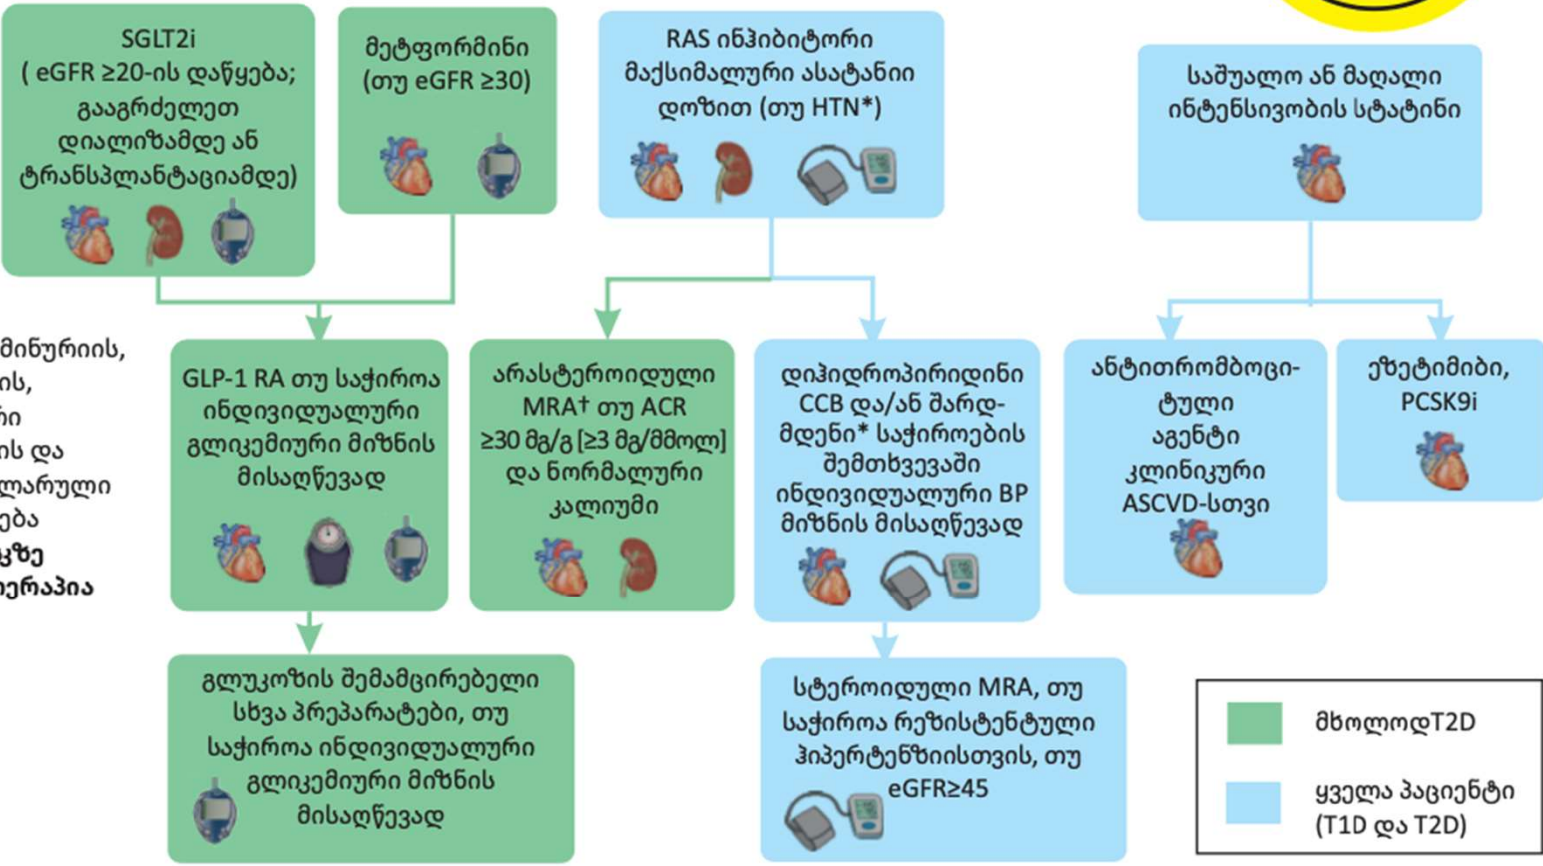 SGLT2i
( eGFR ≥20-ის დაწყება;
გააგრძელეთ
დიალიზამდე ან
ტრანსპლანტაციამდე)
მეტფორმინი
(თუ eGFR ≥30)
RAS ინჰიბიტორი
მაქსიმალური ასატანიი
დოზით (თუ HTN*)
საშუალო ან მაღალი
ინტენსივობის სტატინი
მინურიის,
ის,
რი
ის და
ლარული
ება
კზე
თერაპია
GLP-1 RA თუ საჭიროა
ინდივიდუალური
გლიკემიური მიზნის
მისაღწევად
არასტეროიდული
MRA† თუ ACR
≥30 მგ/გ [≥3 მგ/მმოლ]
და ნორმალური
კალიუმი
დიჰიდროპირიდინი
CCB და/ან შარდ-
მდენი* საჭიროების
შემთხვევაში
ინდივიდუალური BP
მიზნის მისაღწევად
ანტითრომბოცი-
ტული
აგენტი
კლინიკური
ASCVD-სთვი
ეზეტიმიბი,
PCSK9i
გლუკოზის შემამცირებელი
სხვა პრეპარატები, თუ
საჭიროა ინდივიდუალური
გლიკემიური მიზნის
მისაღწევად
სტეროიდული MRA, თუ
საჭიროა რეზისტენტული
ჰიპერტენზიისთვის, თუ
eGFR≥45
მხოლოდT2D
ყველა პაციენტი
(T1D და T2D)